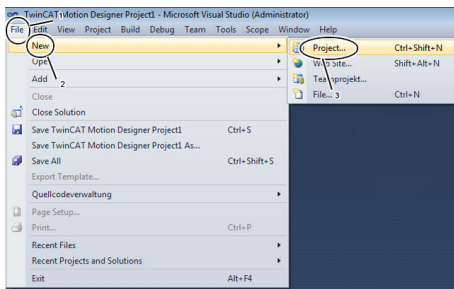 TwinCAT Motion Designer Project1 - Microsoft Visual Studio (Administrator)
1
File Edit View Project Build Debug Team Tools Scope Window Help
New
Project... Ctrl+Shift+N
Web Site... Shift+Alt+N
Teamprojekt...
File... Ctrl+N
3
Open
2
Add
Close
Close Solution
Save TwinCAT Motion Designer Project1 Ctrl+S
Save TwinCAT Motion Designer Project1 As...
Save All Ctrl+Shift+S
Export Template...
Quellcodeverwaltung
Page Setup...
Print... Ctrl+P
Recent Files
Recent Projects and Solutions
Exit Alt+F4